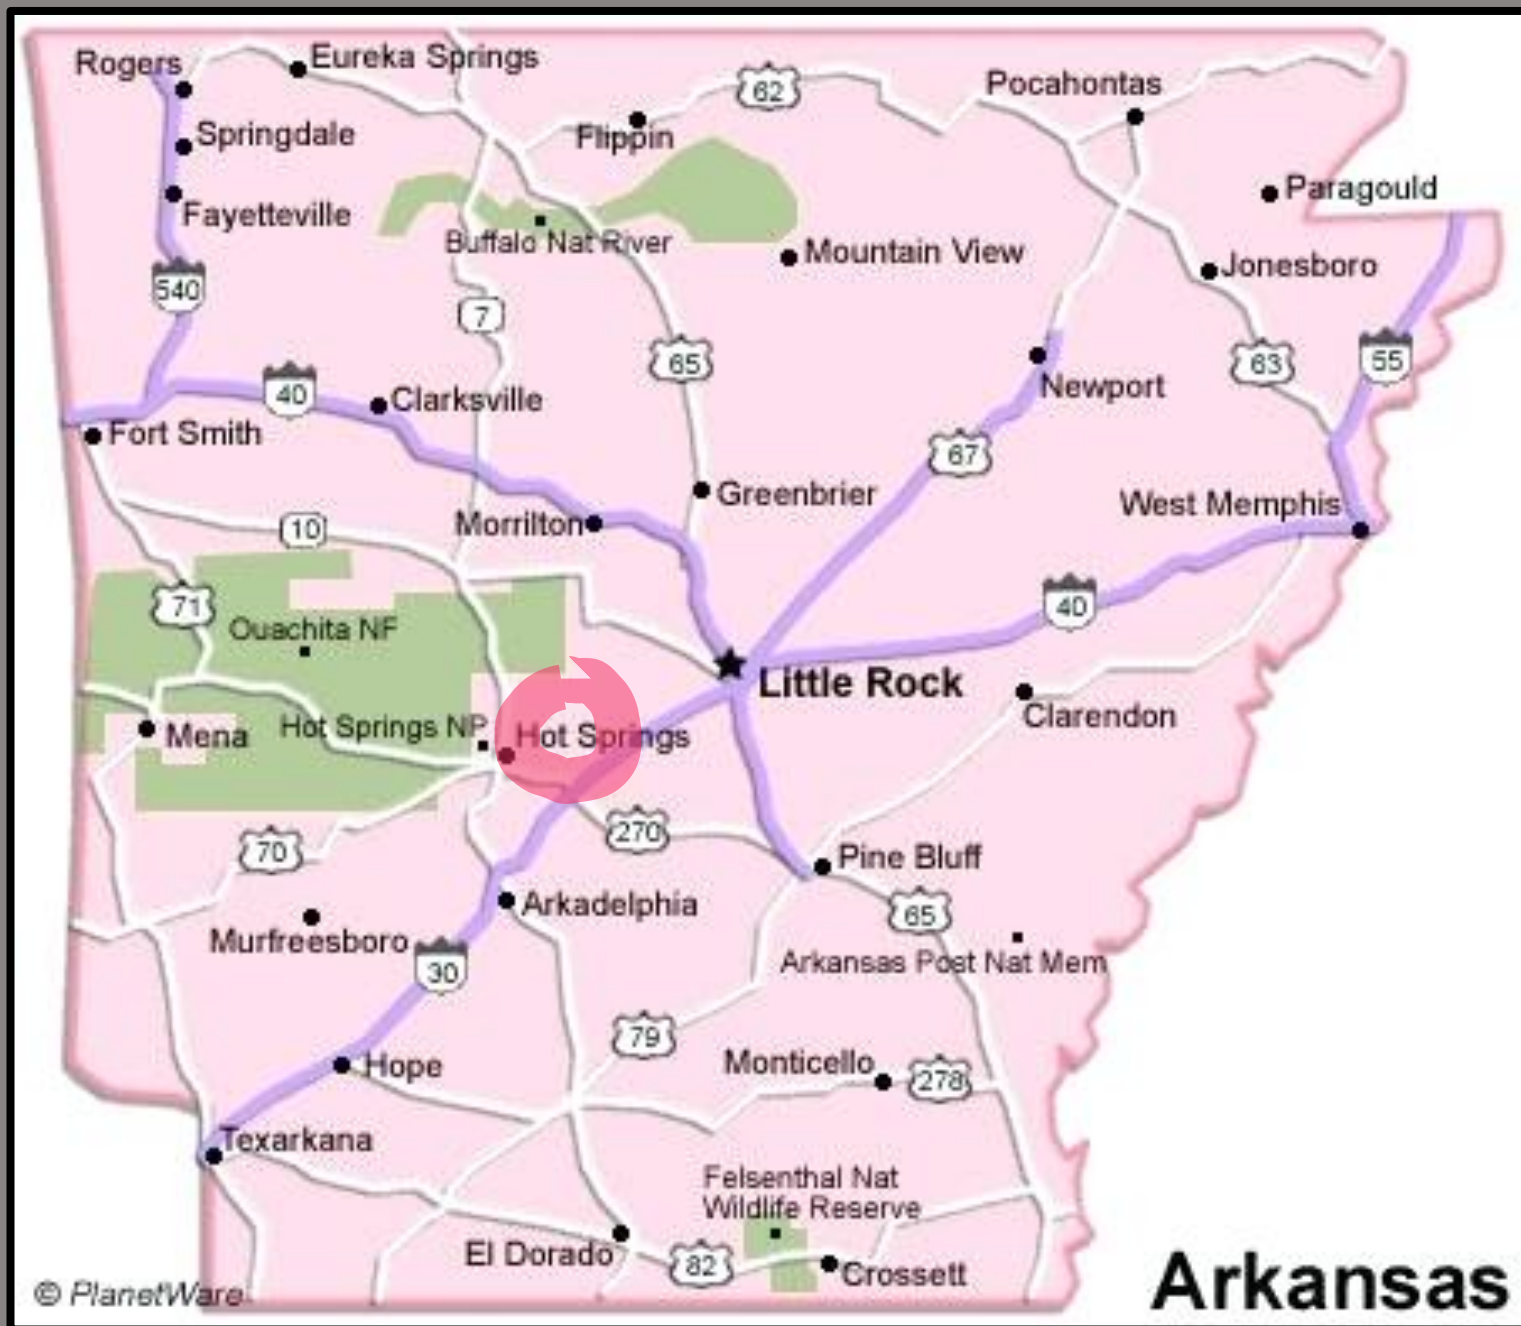 Rogers
Eureka Springs
62
Pocahontas
Springdale
Flippin
Paragould
Fayetteville
Buffalo Nat River
Mountain View
Jonesboro
540
7
65
63
55
Newport
40
Clarksville
Fort Smith
67
Greenbrier
West Memphis
Morrilton
10
71
40
Ouachita NF
Little Rock
Clarendon
Mena
Hot Springs NP
Hot Springs
270
70
Pine Bluff
Arkadelphia
65
Murfreesboro
30
Arkansas Post Nat Mem
79
Hope
Monticello
278
Texarkana
Felsenthal Nat
Wildlife Reserve
El Dorado
82
Crossett
© PlanetWare
Arkansas